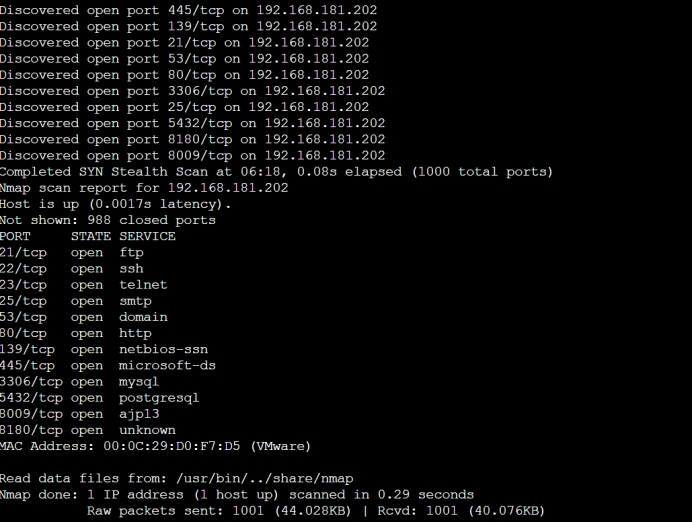 Discovered open port 445/tcp on 192.168.181.202
Discovered open port 139/tcp on 192.168.181.202
Discovered open port 21/tcp on 192.168.181.202
Discovered open port 53/tcp on 192.168.181.202
Discovered open port 80/tcp on 192.168.181.202
Discovered open port 3306/tcp on 192.168.181.202
Discovered open port 25/tcp on 192.168.181.202
Discovered open port 5432/tcp on 192.168.181.202
Discovered open port 8180/tcp on 192.168.181.202
Discovered open port 8009/tcp on 192.168.181.202
Completed SYN Stealth Scan at 06:18, 0.08s elapsed (1000 total ports)
Nmap scan report for 192.168.181.202
Host is up (0.0017s latency).
Not shown: 988 closed ports
PORT     STATE SERVICE
21/tcp   open  ftp
22/tcp   open  ssh
23/tcp   open  telnet
25/tcp   open  smtp
53/tcp   open  domain
80/tcp   open  http
139/tcp  open  netbios-ssn
445/tcp  open  microsoft-ds
3306/tcp open  mysql
5432/tcp open  postgresql
8009/tcp open  ajp13
8180/tcp open  unknown
MAC Address: 00:0C:29:D0:F7:D5 (VMware)
Read data files from: /usr/bin/../share/nmap
Nmap done: 1 IP address (1 host up) scanned in 0.29 seconds
Raw packets sent: 1001 (44.028KB) | Rcvd: 1001 (40.076KB)